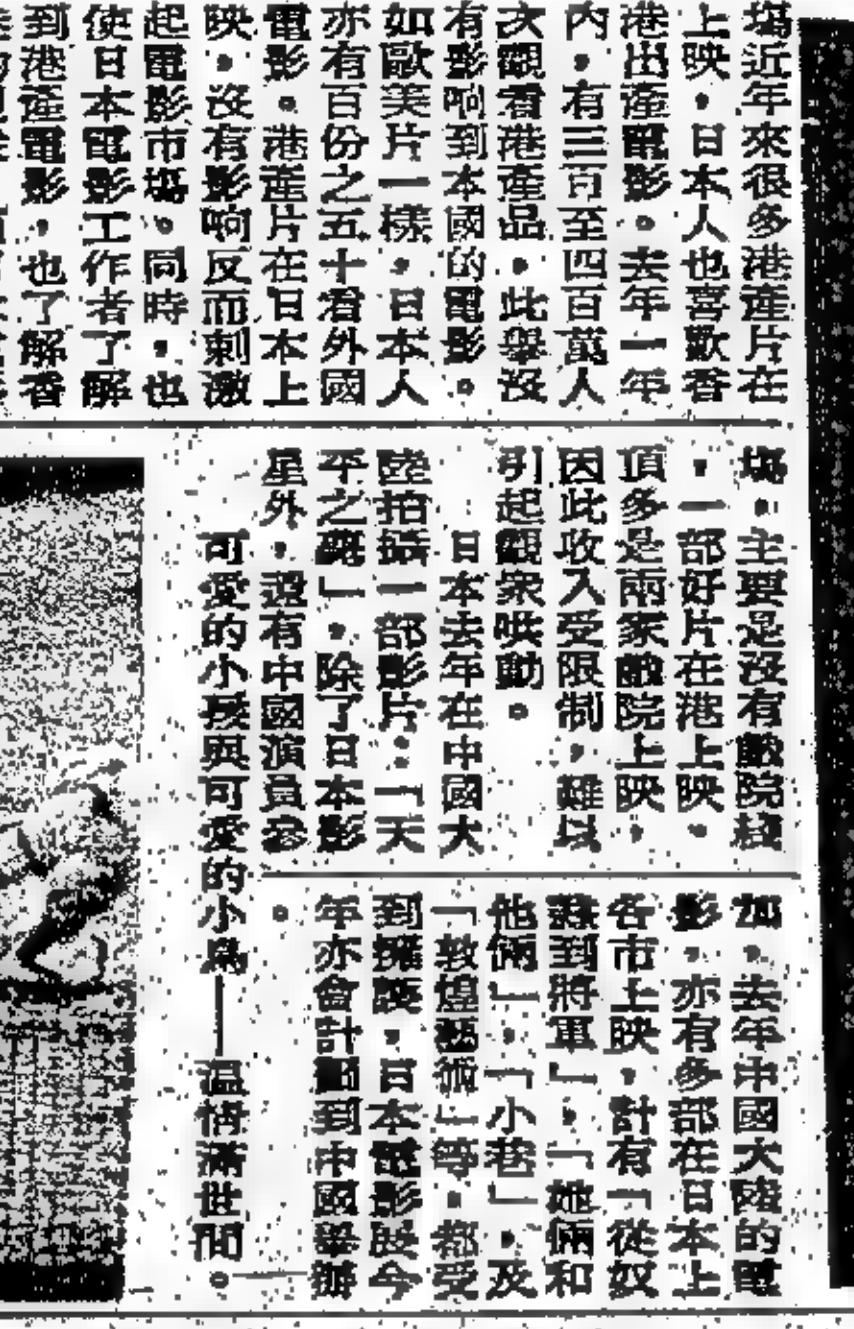 場近年來很多港產片在
上映,日本人也喜歡香
港出產電影。去年一年
內,有三百至四百萬人
次觀看港產品,此舉沒
有影响到本國的電影。
如歐美片一樣,日本人
亦有百份之五十看外國
電影。港產片在日本上
映,沒有影响反而刺激
起電影市場。同時,也
使日本電影工作者了解
到港產電影,也了解香
場,主要是沒有戲院綫
,一部好片在港上映,
頂多是兩家戲院上映,
因此收入受限制,難以
引起觀衆哄動。
日本去年在中國大
陸拍攝一部影片:「天
平之甍」,除了日本影
星外,還有中國演員參
加,去年中國大陸的電
影,亦有多部在日本上
各市上映,計有「從奴
隸到將軍」,「她倆和
他倆」,「小巷」,及
「敦煌藝術」等,都受
到擁護,日本電影展今
年亦會計劃到中國舉辦
。
可愛的小孩與可愛的小鳥——溫情滿世間。